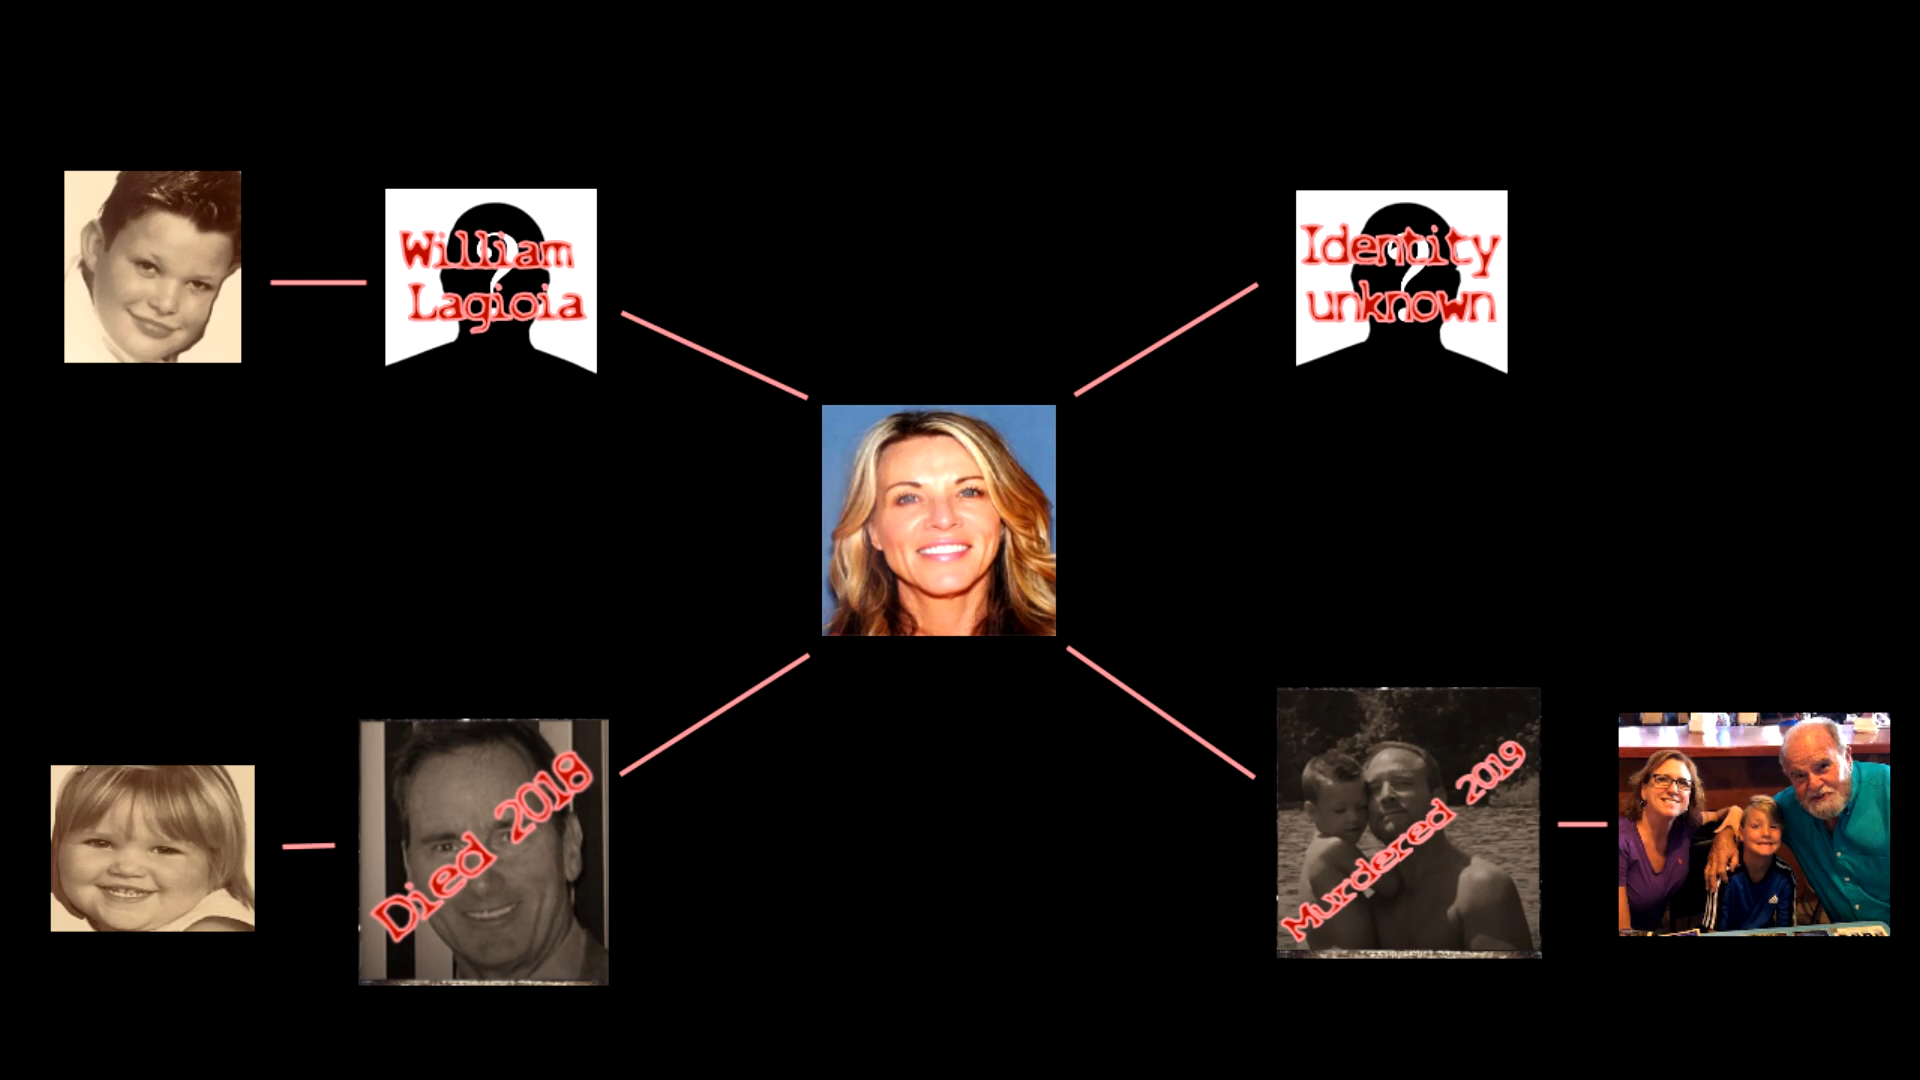 William
Lagioia
Identity
unknown
Died 2018
Murdered 2019